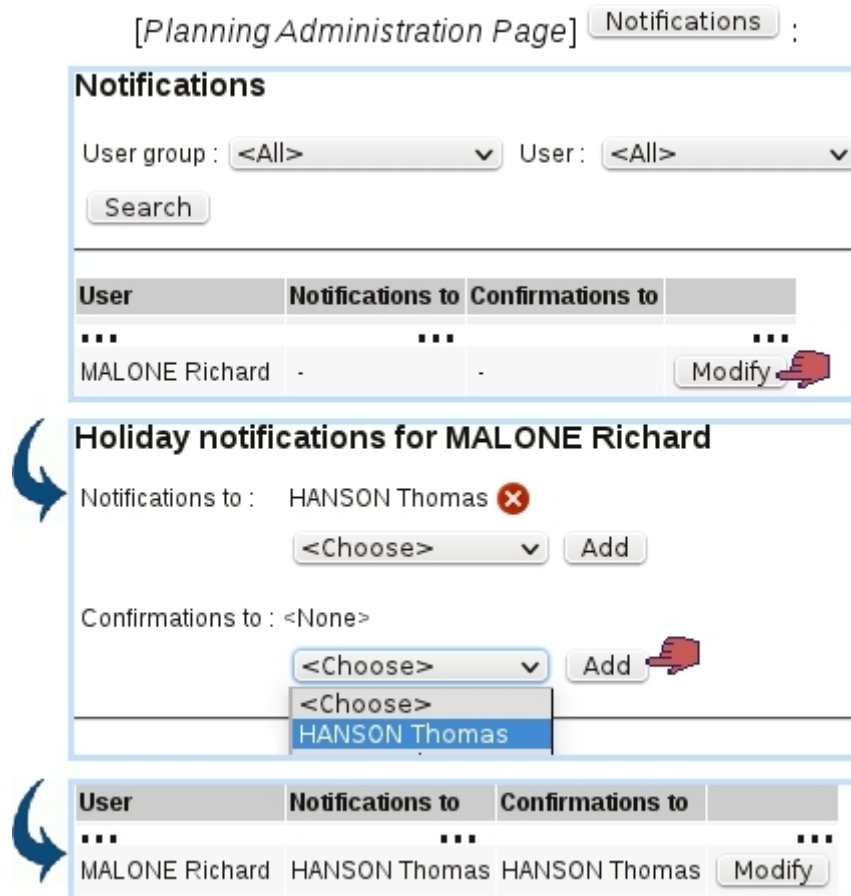 [Planning Administration Page] Notifications :
Notifications
User group : <All> User : <All>
Search
User Notifications to Confirmations to
... ... ...
MALONE Richard - - Modify
Holiday notifications for MALONE Richard
Notifications to : HANSON Thomas
<Choose> Add
Confirmations to : <None>
<Choose> Add
<Choose>
HANSON Thomas
User Notifications to Confirmations to
... ... ...
MALONE Richard HANSON Thomas HANSON Thomas Modify